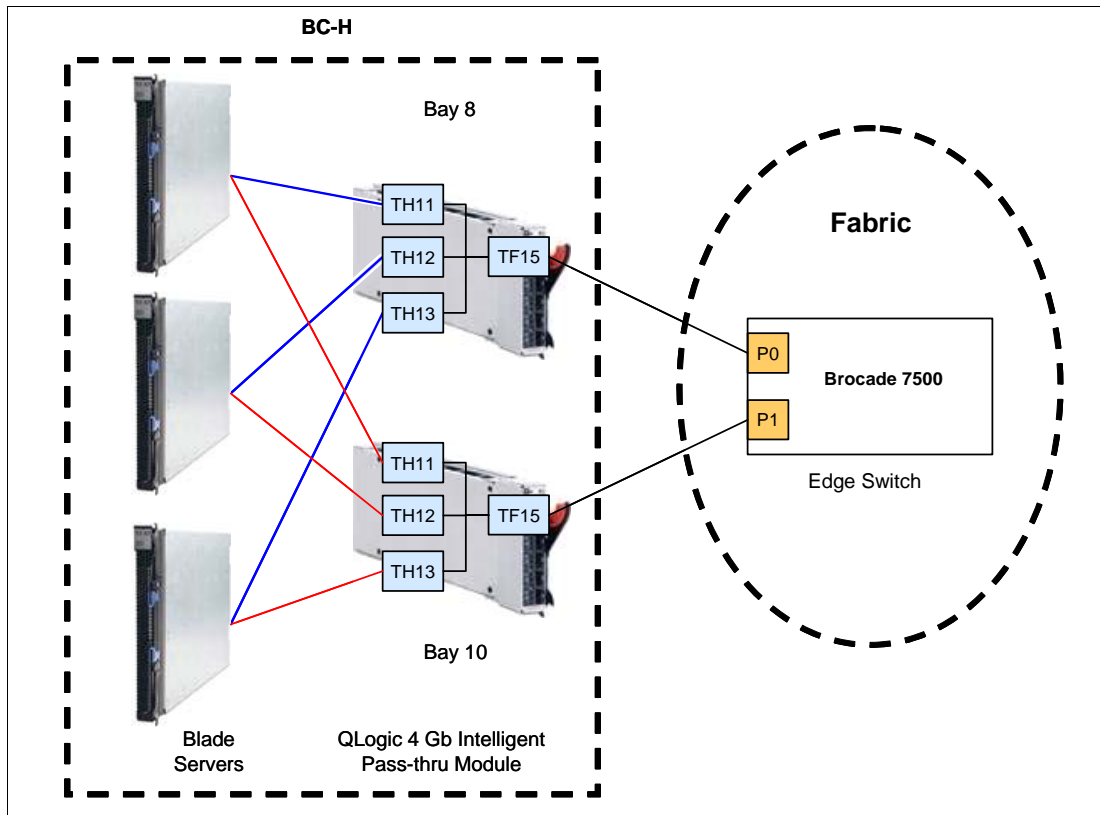 BC-H
Bay 8
TH11
TH12
TF15
TH13
Fabric
P0
Brocade 7500
P1
Edge Switch
TH11
TH12
TF15
TH13
Bay 10
Blade
Servers
QLogic 4 Gb Intelligent
Pass-thru Module